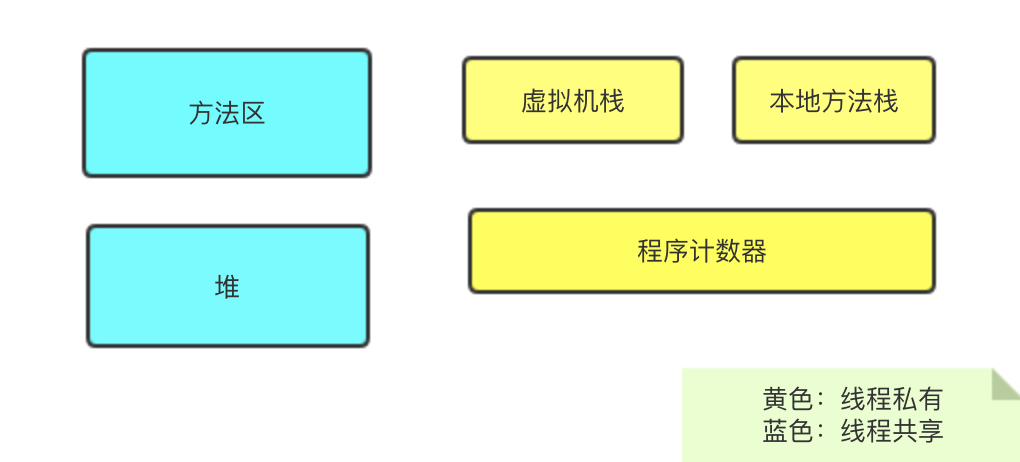 方法区
虚拟机栈
本地方法栈
堆
程序计数器
黄色：线程私有
蓝色：线程共享